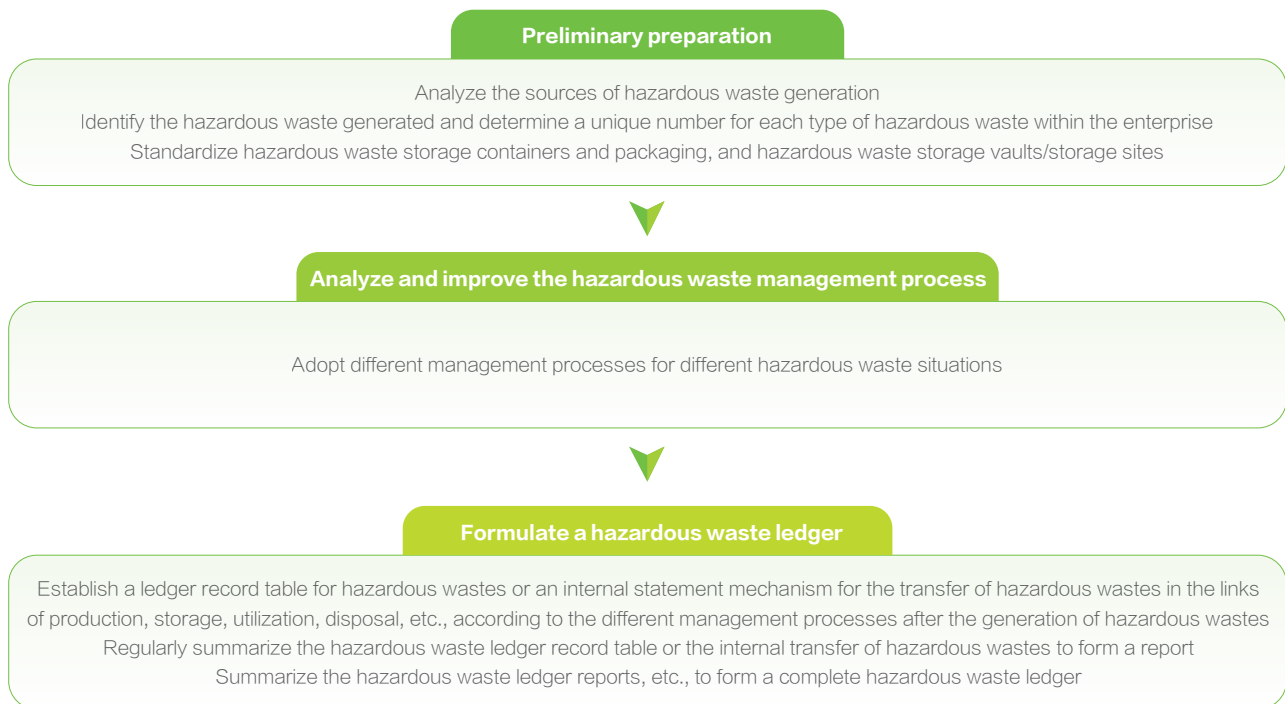 Preliminary preparation
Analyze the sources of hazardous waste generation
Identify the hazardous waste generated and determine a unique number for each type of hazardous waste within the enterprise
Standardize hazardous waste storage containers and packaging, and hazardous waste storage vaults/storage sites
Analyze and improve the hazardous waste management process
Adopt different management processes for different hazardous waste situations
Formulate a hazardous waste ledger
Establish a ledger record table for hazardous wastes or an internal statement mechanism for the transfer of hazardous wastes in the links
of production, storage, utilization, disposal, etc., according to the different management processes after the generation of hazardous wastes
Regularly summarize the hazardous waste ledger record table or the internal transfer of hazardous wastes to form a report
Summarize the hazardous waste ledger reports, etc., to form a complete hazardous waste ledger